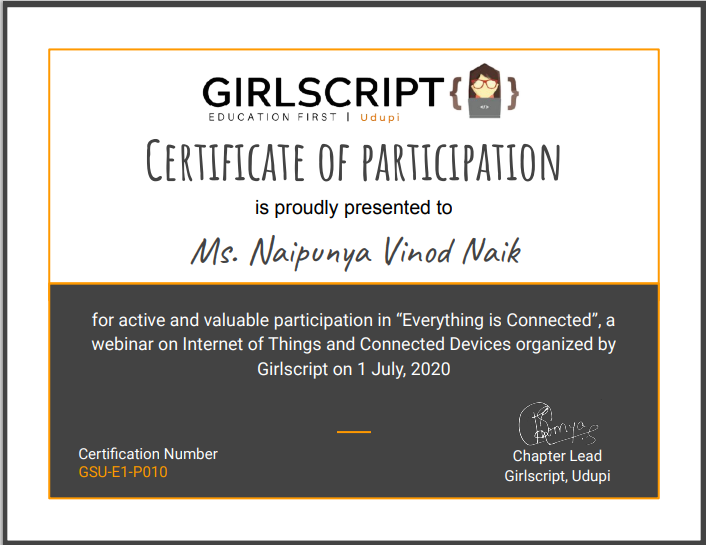 GIRLSCRIPT
EDUCATION FIRST | Udupi
CERTIFICATE OF PARTICIPATION
is proudly presented to
Ms. Naipunya Vinod Naik
for active and valuable participation in “Everything is Connected”, a
webinar on Internet of Things and Connected Devices organized by
Girlscript on 1 July, 2020
Certification Number
GSU-E1-P010
Chapter Lead
Girlscript, Udupi